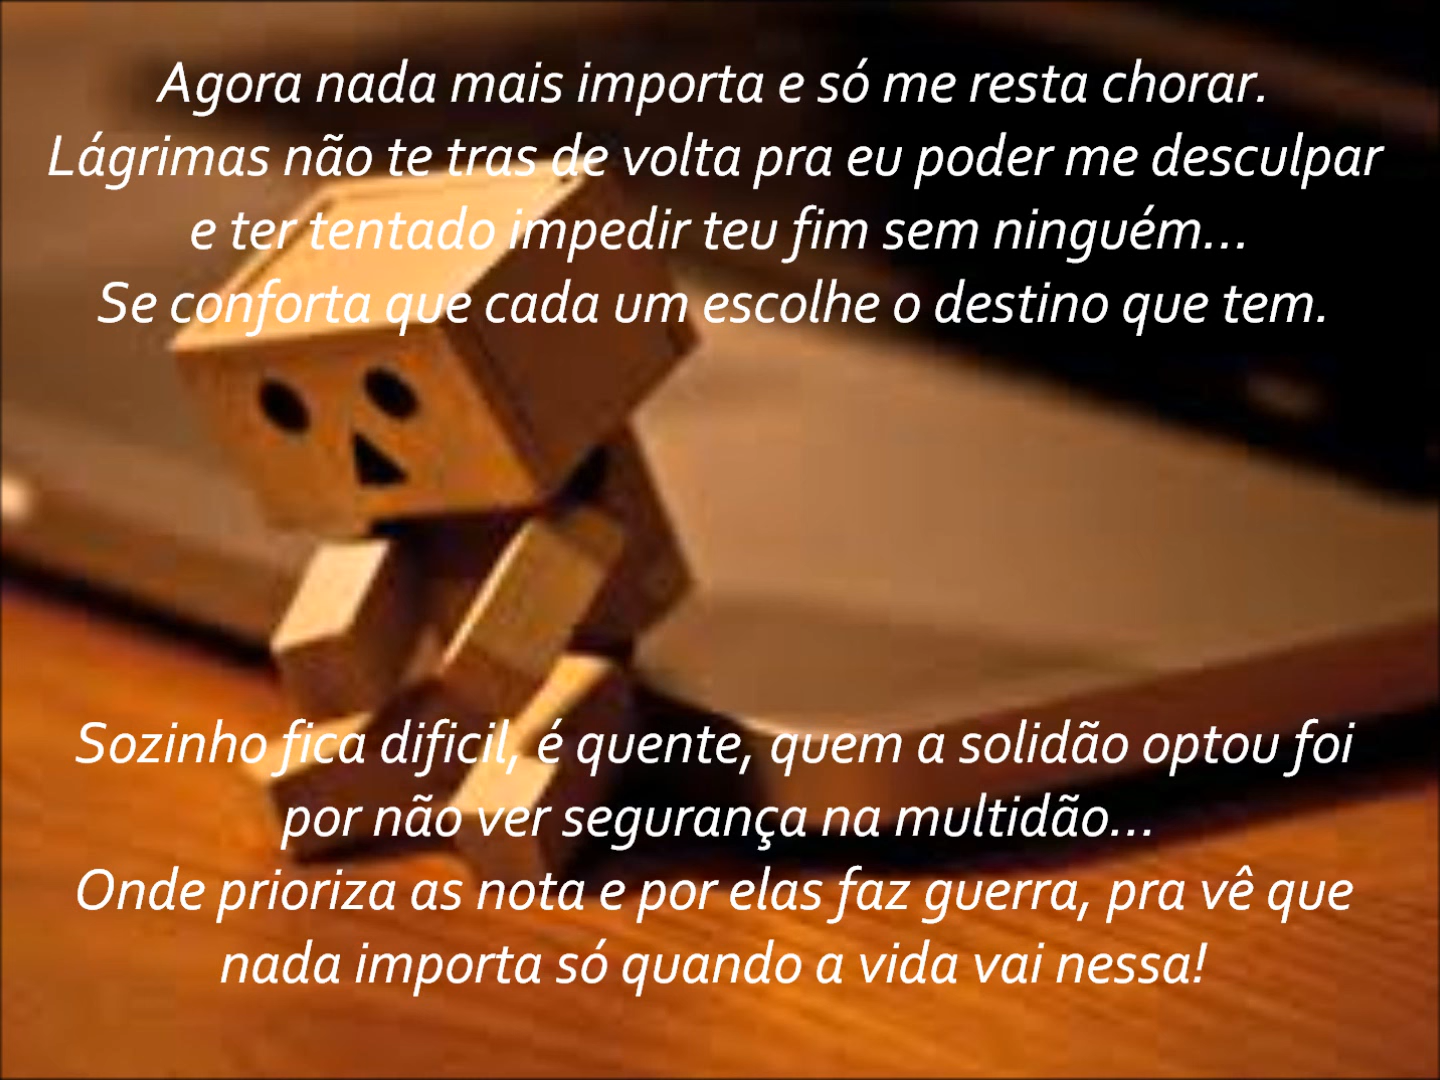 Agora nada mais importa e só me resta chorar.
Lágrimas não te tras de volta pra eu poder me desculpar
e ter tentado impedir teu fim sem ninguém...
Se conforta que cada um escolhe o destino que tem.
Sozinho fica dificil, é quente, quem a solidão optou foi
por não ver segurança na multidão...
Onde prioriza as nota e por elas faz guerra, pra vê que
nada importa só quando a vida vai nessa!